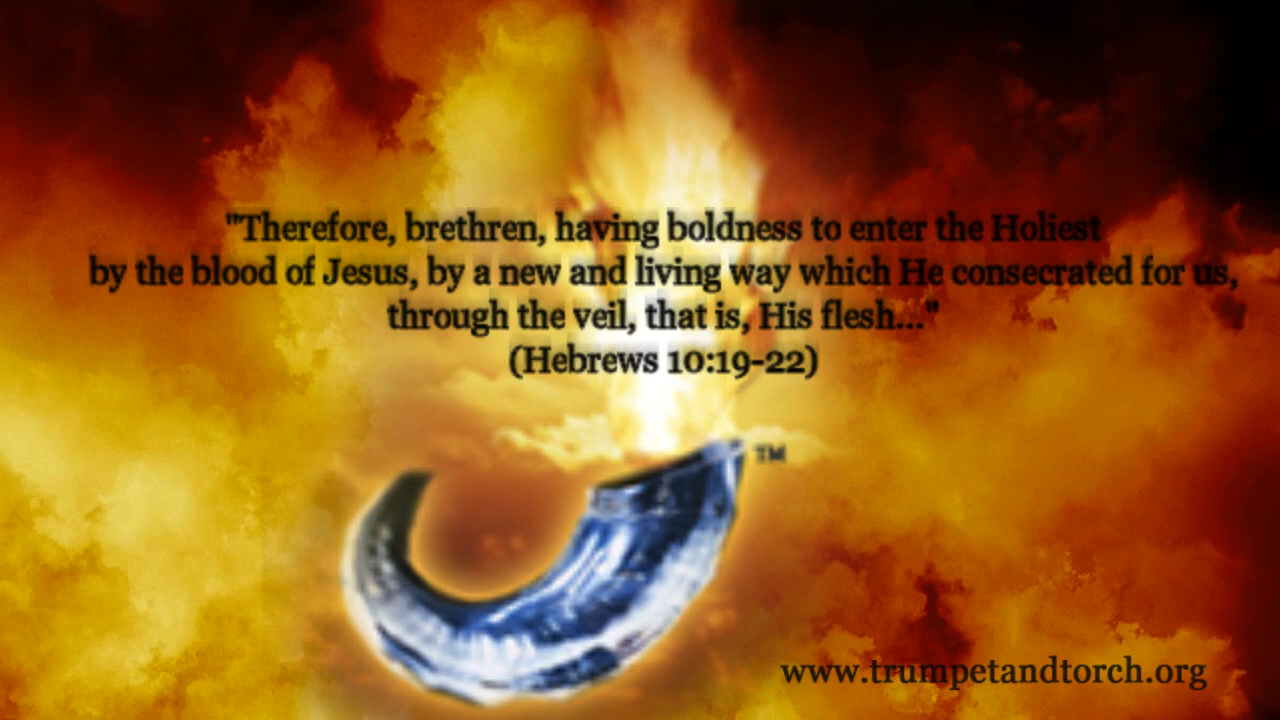 "Therefore, brethren, having boldness to enter the Holiest
by the blood of Jesus, by a new and living way which He consecrated for us,
through the veil, that is, His flesh..."
(Hebrews 10:19-22)
TM
www.trumpetandtorch.org